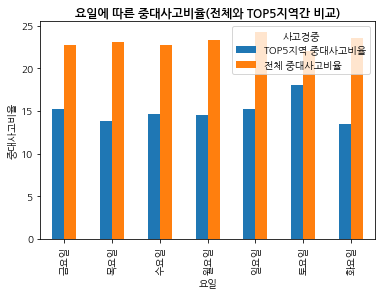 요일에 따른 중대사고비율(전체와 TOP5지역간 비교)
사고경중
TOP5지역 중대사고비율
전체 중대사고비율
중대사고비율
25
20
15
10
5
0
금요일
목요일
수요일
월요일
일요일
토요일
화요일
요일